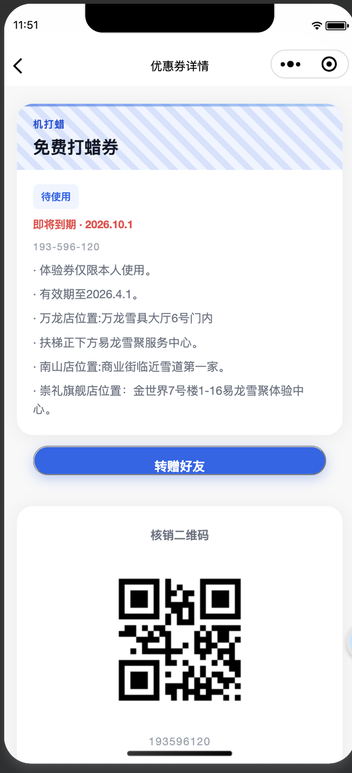 11:51
优惠券详情
机打蜡
免费打蜡券
待使用
即将到期 · 2026.10.1
193-596-120
· 体验券仅限本人使用。
· 有效期至2026.4.1。
· 万龙店位置:万龙雪具大厅6号门内
· 扶梯正下方易龙雪聚服务中心。
· 南山店位置:商业街临近雪道第一家。
· 崇礼旗舰店位置：金世界7号楼1-16易龙雪聚体验中
心。
转赠好友
核销二维码
193596120